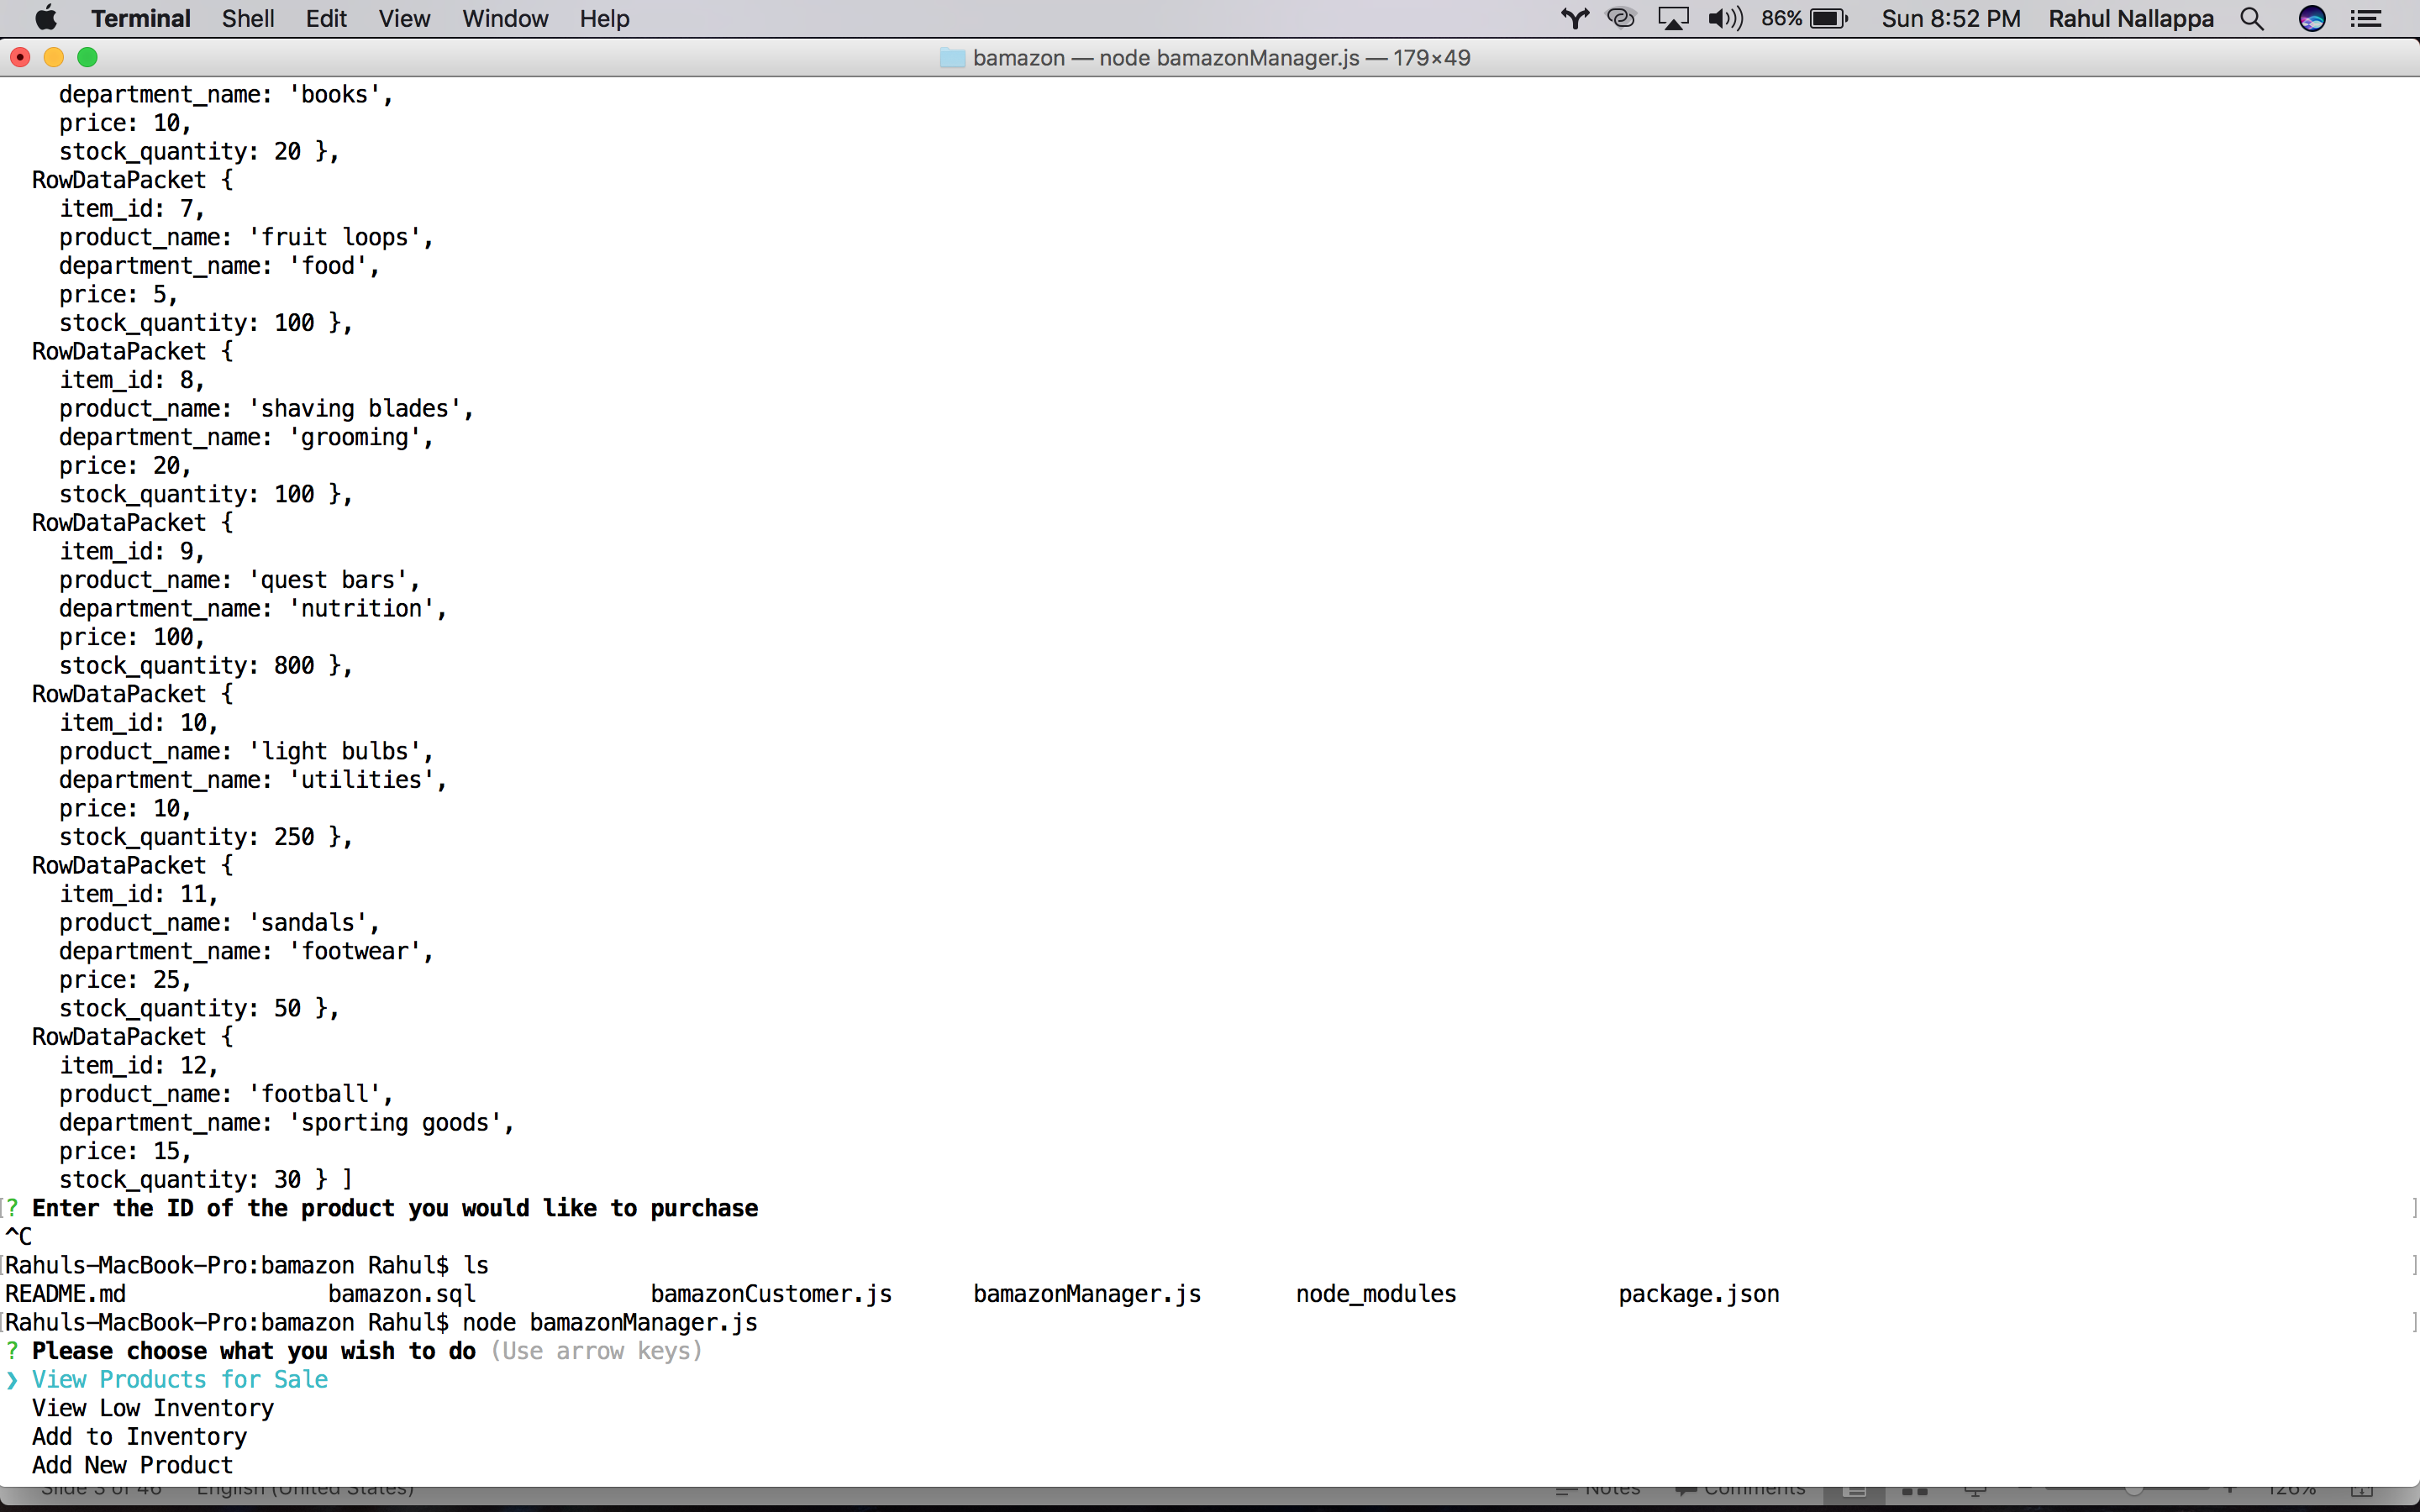 Terminal Shell Edit View Window Help 86% Sun 8:52 PM Rahul Nallappa
bamazon — node bamazonManager.js — 179×49
department_name: 'books',
price: 10,
stock_quantity: 20 },
RowDataPacket {
item_id: 7,
product_name: 'fruit loops',
department_name: 'food',
price: 5,
stock_quantity: 100 },
RowDataPacket {
item_id: 8,
product_name: 'shaving blades',
department_name: 'grooming',
price: 20,
stock_quantity: 100 },
RowDataPacket {
item_id: 9,
product_name: 'quest bars',
department_name: 'nutrition',
price: 100,
stock_quantity: 800 },
RowDataPacket {
item_id: 10,
product_name: 'light bulbs',
department_name: 'utilities',
price: 10,
stock_quantity: 250 },
RowDataPacket {
item_id: 11,
product_name: 'sandals',
department_name: 'footwear',
price: 25,
stock_quantity: 50 },
RowDataPacket {
item_id: 12,
product_name: 'football',
department_name: 'sporting goods',
price: 15,
stock_quantity: 30 } ]
[? Enter the ID of the product you would like to purchase ]
^C
[Rahuls-MacBook-Pro:bamazon Rahul$ ls ]
README.md bamazon.sql bamazonCustomer.js bamazonManager.js node_modules package.json
[Rahuls-MacBook-Pro:bamazon Rahul$ node bamazonManager.js ]
? Please choose what you wish to do (Use arrow keys)
❯ View Products for Sale
View Low Inventory
Add to Inventory
Add New Product
Slide 3 of 46 English (United States) Notes Comments 126%